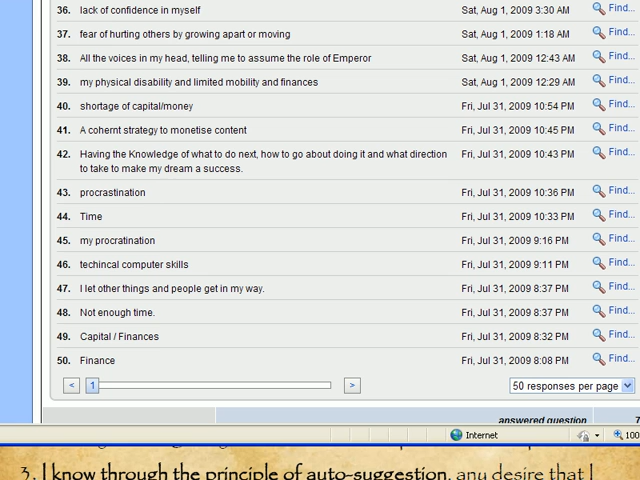 36. lack of confidence in myself Sat, Aug 1, 2009 3:30 AM Find...
37. fear of hurting others by growing apart or moving Sat, Aug 1, 2009 1:18 AM Find...
38. All the voices in my head, telling me to assume the role of Emperor Sat, Aug 1, 2009 12:43 AM Find...
39. my physical disability and limited mobility and finances Sat, Aug 1, 2009 12:29 AM Find...
40. shortage of capital/money Fri, Jul 31, 2009 10:54 PM Find...
41. A cohernt strategy to monetise content Fri, Jul 31, 2009 10:45 PM Find...
42. Having the Knowledge of what to do next, how to go about doing it and what direction Fri, Jul 31, 2009 10:43 PM Find...
to take to make my dream a success.
43. procrastination Fri, Jul 31, 2009 10:36 PM Find...
44. Time Fri, Jul 31, 2009 10:33 PM Find...
45. my procratination Fri, Jul 31, 2009 9:16 PM Find...
46. techincal computer skills Fri, Jul 31, 2009 9:11 PM Find...
47. I let other things and people get in my way. Fri, Jul 31, 2009 8:37 PM Find...
48. Not enough time. Fri, Jul 31, 2009 8:37 PM Find...
49. Capital / Finances Fri, Jul 31, 2009 8:32 PM Find...
50. Finance Fri, Jul 31, 2009 8:08 PM Find...
< 1 > 50 responses per page
answered question 7
Internet 100
3. I know through the principle of auto-suggestion, any desire that I